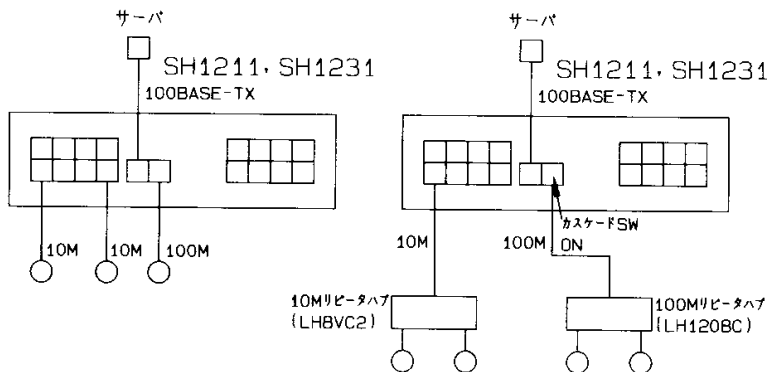 サーバ
SH1211, SH1231
100BASE-TX
10M
10M
100M
サーバ
SH1211, SH1231
100BASE-TX
カスケードSW
10M
100M
ON
10Mリピータハブ
(LH8VC2)
100Mリピータハブ
(LH1208C)